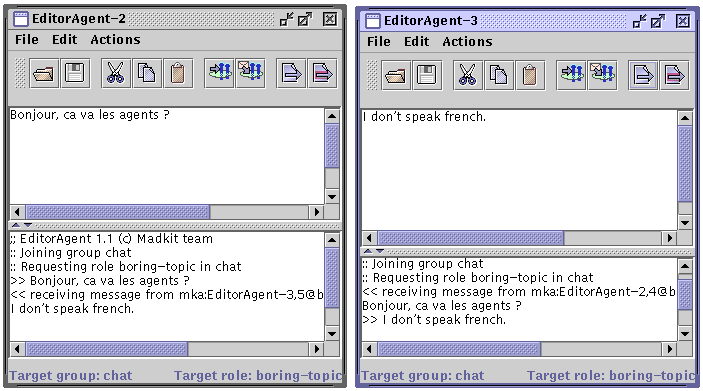 EditorAgent-2
File Edit Actions
Bonjour, ca va les agents ?
;; EditorAgent 1.1 (c) Madkit team
:: Joining group chat
:: Requesting role boring-topic in chat
>> Bonjour, ca va les agents ?
<< receiving message from mka:EditorAgent-3,5@b
I don't speak french.
Target group: chat Target role: boring-topic
EditorAgent-3
File Edit Actions
I don't speak french.
:: Joining group chat
:: Requesting role boring-topic in chat
<< receiving message from mka:EditorAgent-2,4@b
Bonjour, ca va les agents ?
>> I don't speak french.
Target group: chat Target role: boring-topic